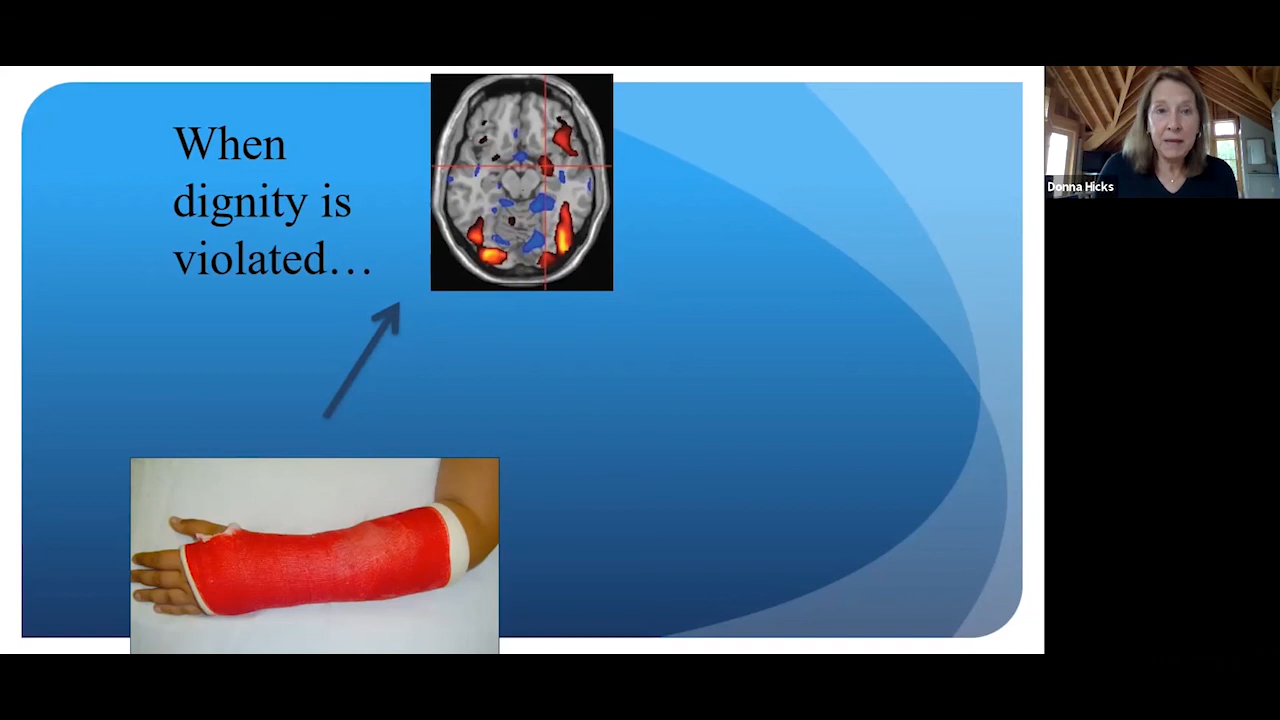 When
dignity is
violated…
Donna Hicks